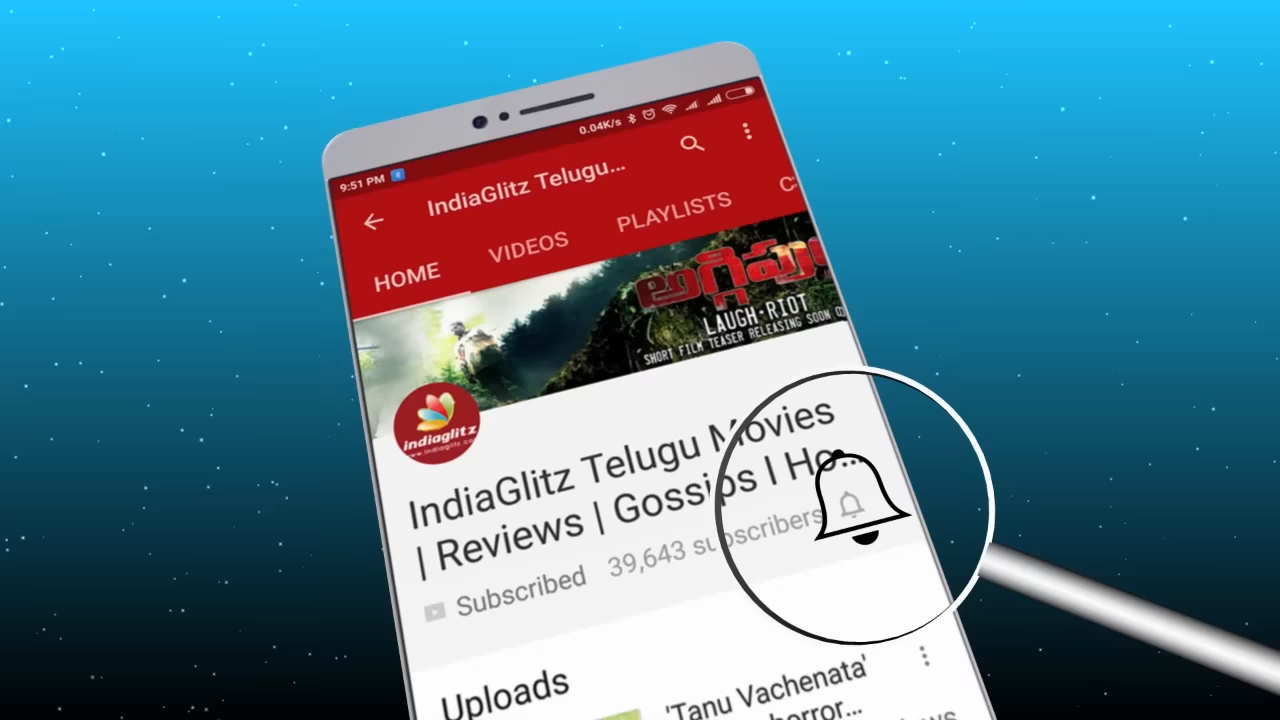 9:51 PM
0.04K/s
IndiaGlitz Telugu...
HOME
VIDEOS
PLAYLISTS
LAUGH-RIOT
SHORT FILM TEASER RELEASING SOON
indiaglitz
IndiaGlitz Telugu Movies
| Reviews | Gossips I Ho...
Subscribed
39,643 subscribers
Uploads
'Tanu Vachenata'
horror...